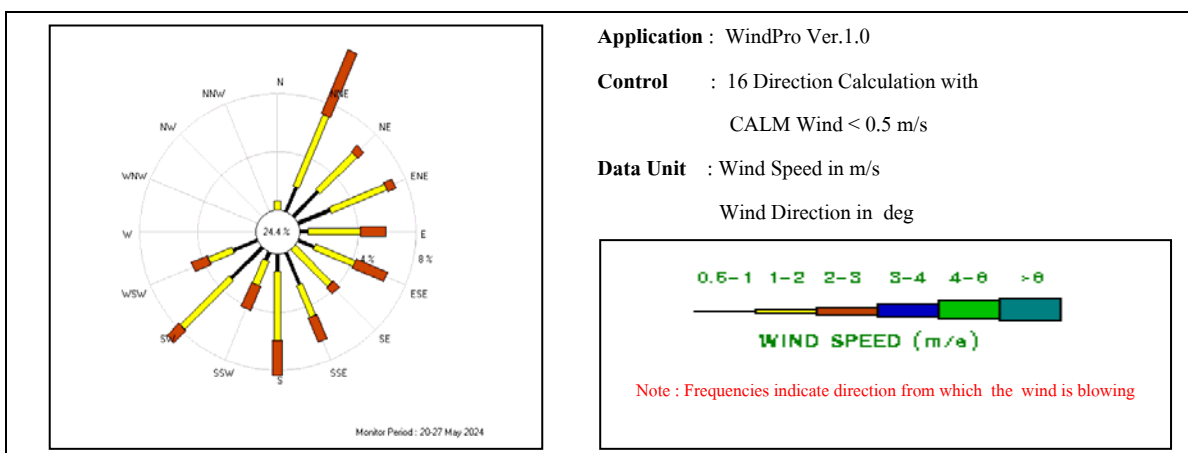 N
NNE
NE
ENE
E
ESE
SE
SSE
S
SSW
SW
WSW
W
WNW
NW
NNW
24.4 %
4 %
8 %
Monitor Period : 20-27 May 2024
Application : WindPro Ver.1.0
Control : 16 Direction Calculation with
CALM Wind < 0.5 m/s
Data Unit : Wind Speed in m/s
Wind Direction in deg
0.5-1 1-2 2-3 3-4 4-8 >8
WIND SPEED (m/s)
Note : Frequencies indicate direction from which the wind is blowing